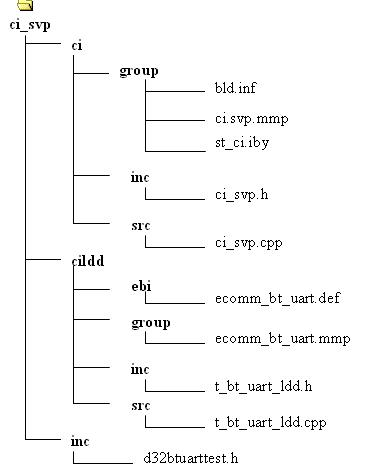 ci_svp
ci
group
bld.inf
ci.svp.mmp
st_ci.iby
inc
ci_svp.h
src
ci_svp.cpp
cildd
ebi
ecomm_bt_uart.def
group
ecomm_bt_uart.mmp
inc
t_bt_uart_ldd.h
src
t_bt_uart_ldd.cpp
inc
d32btuarttest.h